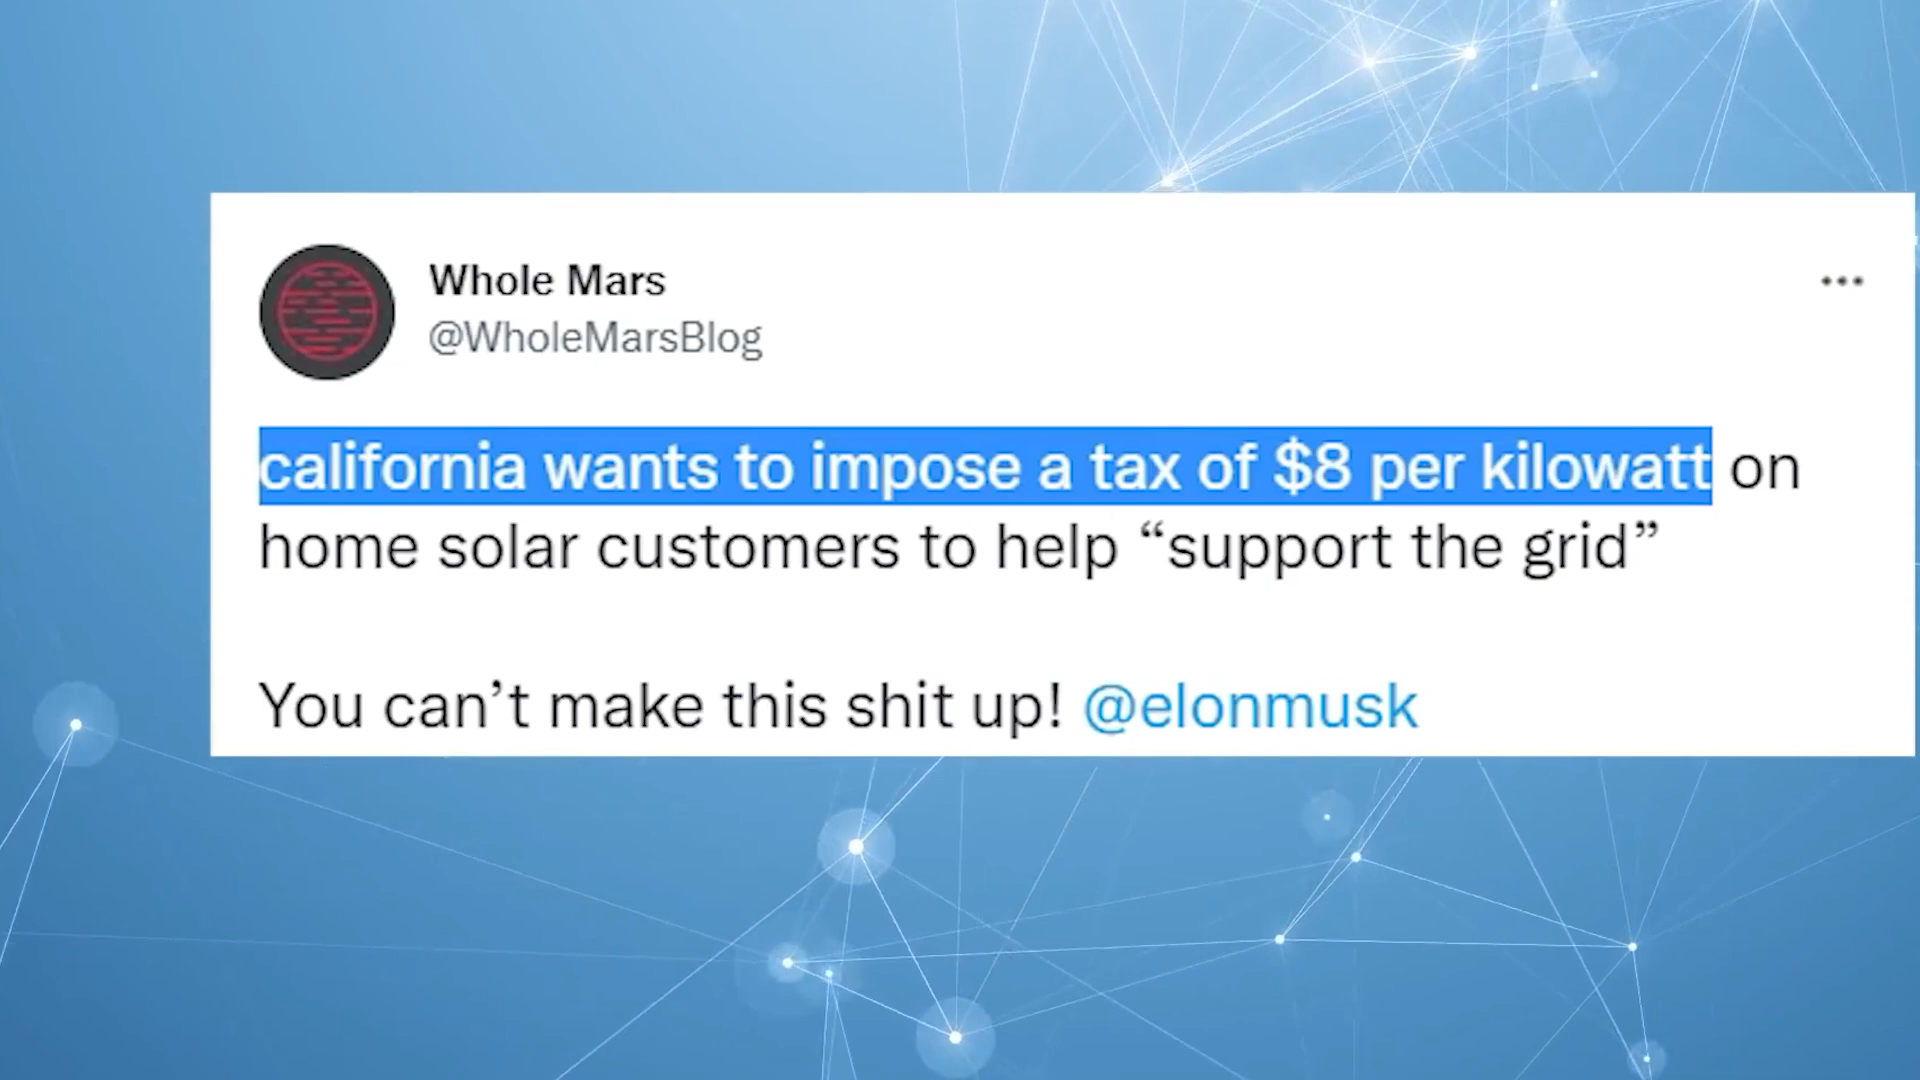 Whole Mars
@WholeMarsBlog
california wants to impose a tax of $8 per kilowatt on
home solar customers to help “support the grid”
You can’t make this shit up! @elonmusk